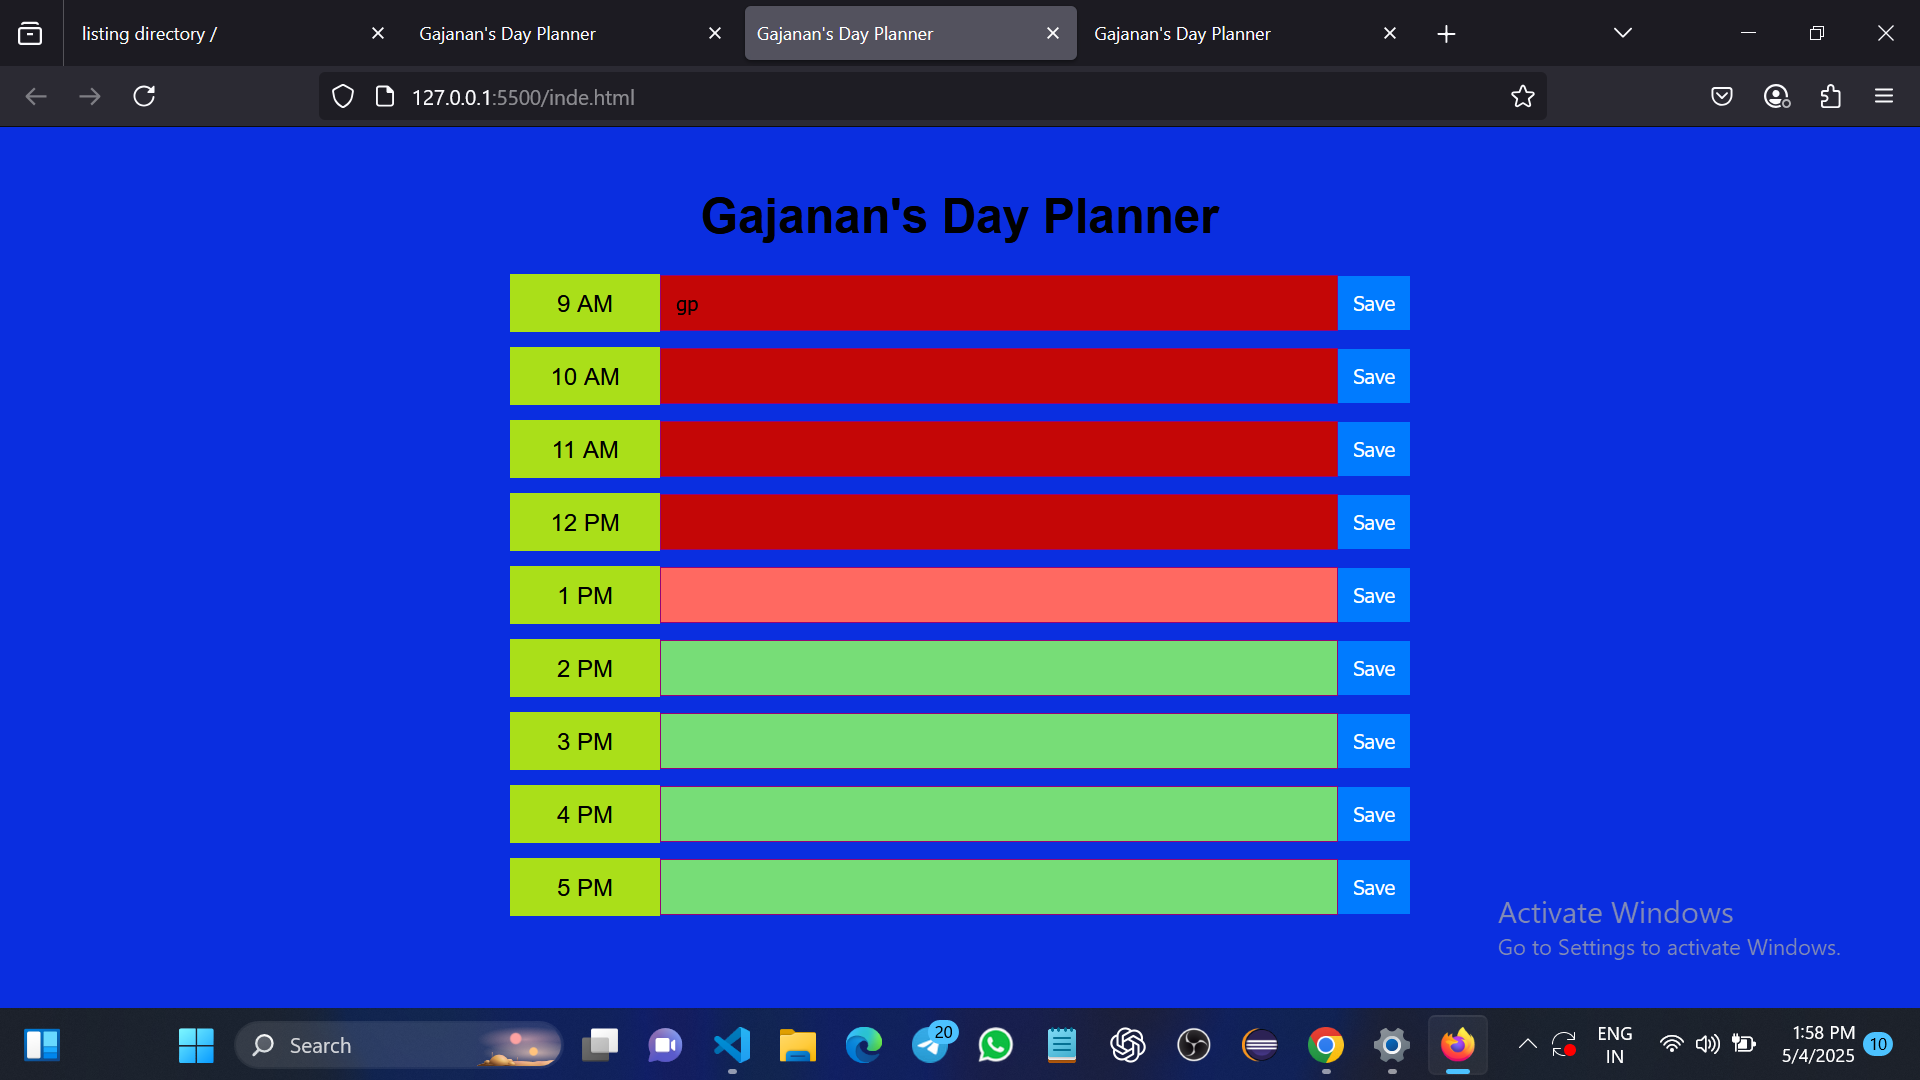 listing directory /
Gajanan's Day Planner
Gajanan's Day Planner
Gajanan's Day Planner
127.0.0.1:5500/inde.html
Gajanan's Day Planner
9 AM gp Save
10 AM Save
11 AM Save
12 PM Save
1 PM Save
2 PM Save
3 PM Save
4 PM Save
5 PM Save
Activate Windows
Go to Settings to activate Windows.
Search
20
ENG
IN
1:58 PM
5/4/2025
10